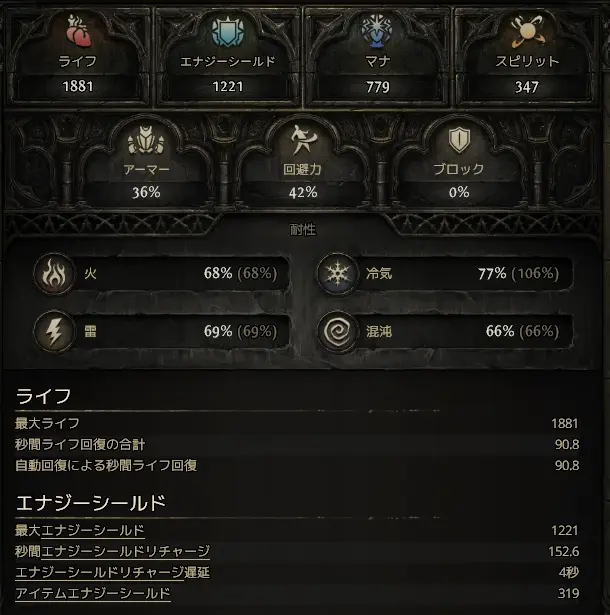 ライフ エナジーシールド マナ スピリット
1881 1221 779 347
アーマー 回避力 ブロック
36% 42% 0%
耐性
火 68% (68%) 冷気 77% (106%)
雷 69% (69%) 混沌 66% (66%)
ライフ
最大ライフ 1881
秒間ライフ回復の合計 90.8
自動回復による秒間ライフ回復 90.8
エナジーシールド
最大エナジーシールド 1221
秒間エナジーシールドリチャージ 152.6
エナジーシールドリチャージ遅延 4秒
アイテムエナジーシールド 319